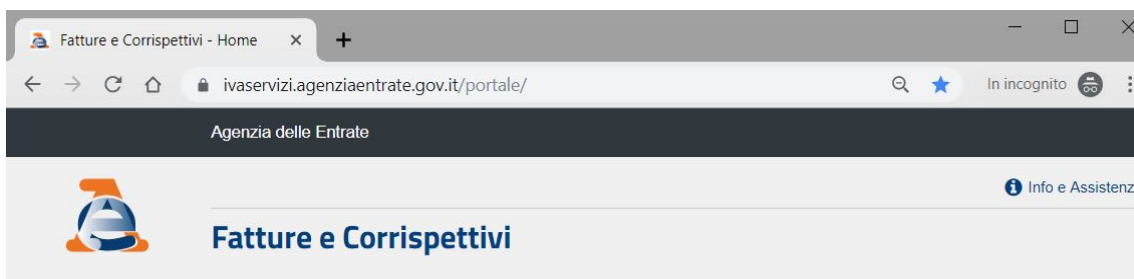 Fatture e Corrispettivi - Home
ivaservizi.agenziaentrate.gov.it/portale/
In incognito
Agenzia delle Entrate
Info e Assistenz
Fatture e Corrispettivi